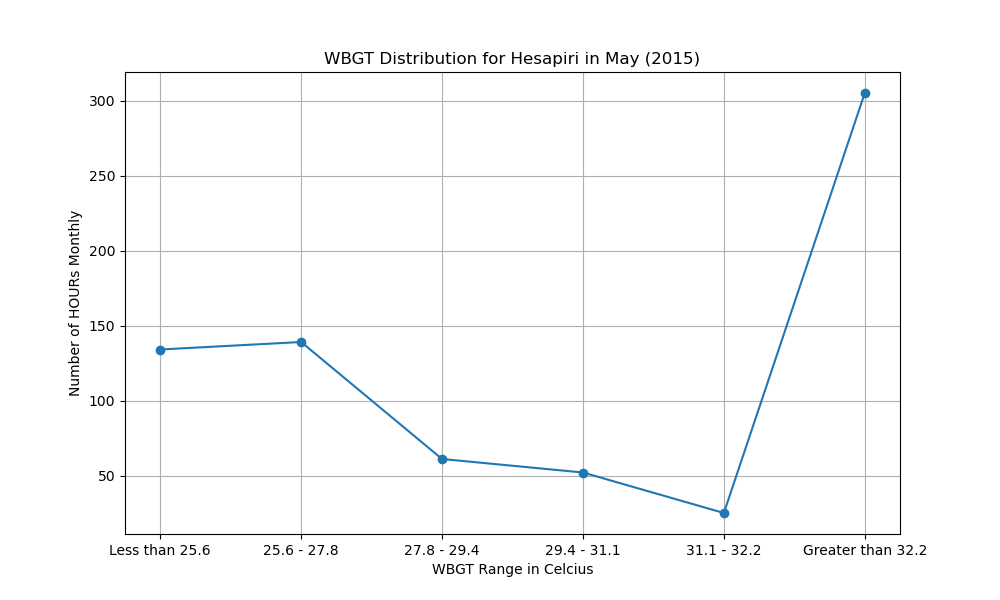 WBGT Distribution for Hesapiri in May (2015)
Number of HOURs Monthly
300
250
200
150
100
50
Less than 25.6
25.6 - 27.8
27.8 - 29.4
29.4 - 31.1
31.1 - 32.2
Greater than 32.2
WBGT Range in Celcius